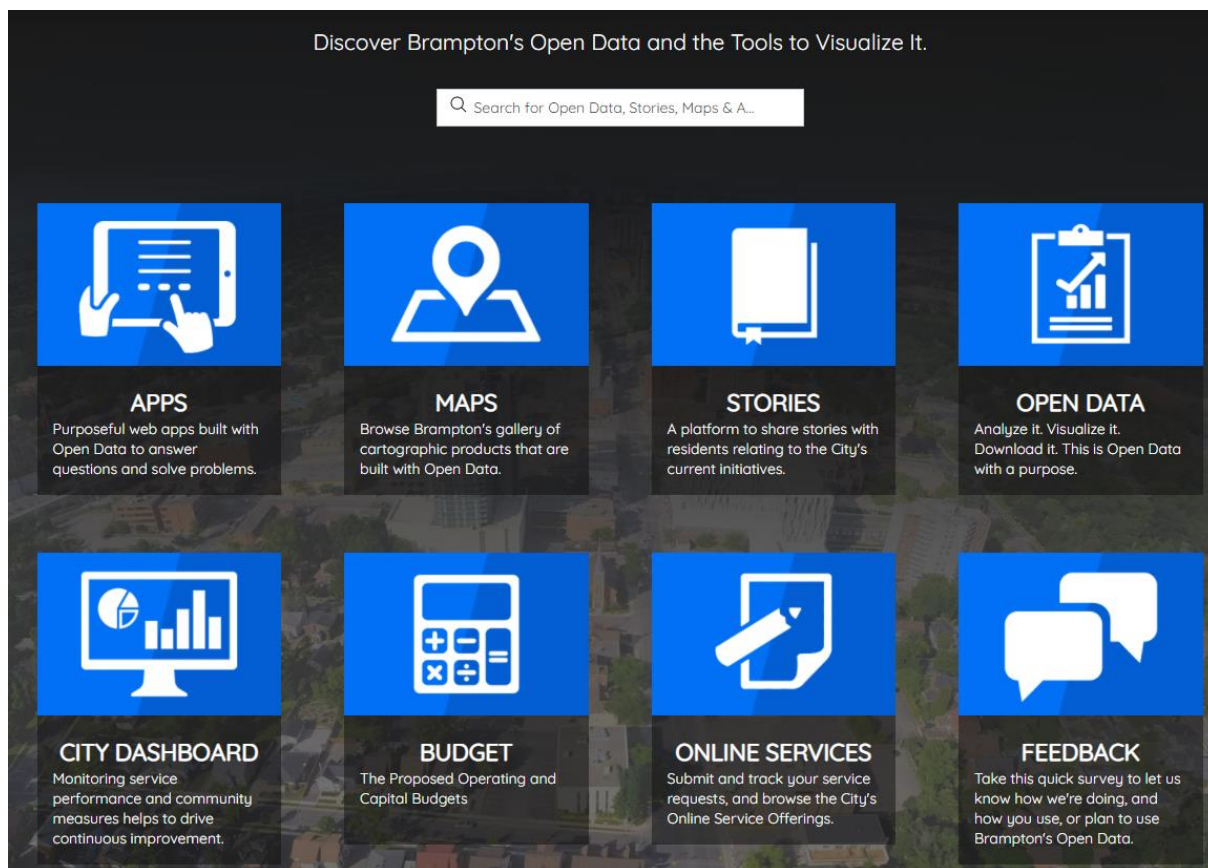 Discover Brampton's Open Data and the Tools to Visualize It.
Search for Open Data, Stories, Maps & A...
APPS
Purposeful web apps built with
Open Data to answer
questions and solve problems.
MAPS
Browse Brampton's gallery of
cartographic products that are
built with Open Data.
STORIES
A platform to share stories with
residents relating to the City's
current initiatives.
OPEN DATA
Analyze it. Visualize it.
Download it. This is Open Data
with a purpose.
CITY DASHBOARD
Monitoring service
performance and community
measures helps to drive
continuous improvement.
BUDGET
The Proposed Operating and
Capital Budgets
ONLINE SERVICES
Submit and track your service
requests, and browse the City's
Online Service Offerings.
FEEDBACK
Take this quick survey to let us
know how we're doing, and
how you use, or plan to use
Brampton's Open Data.